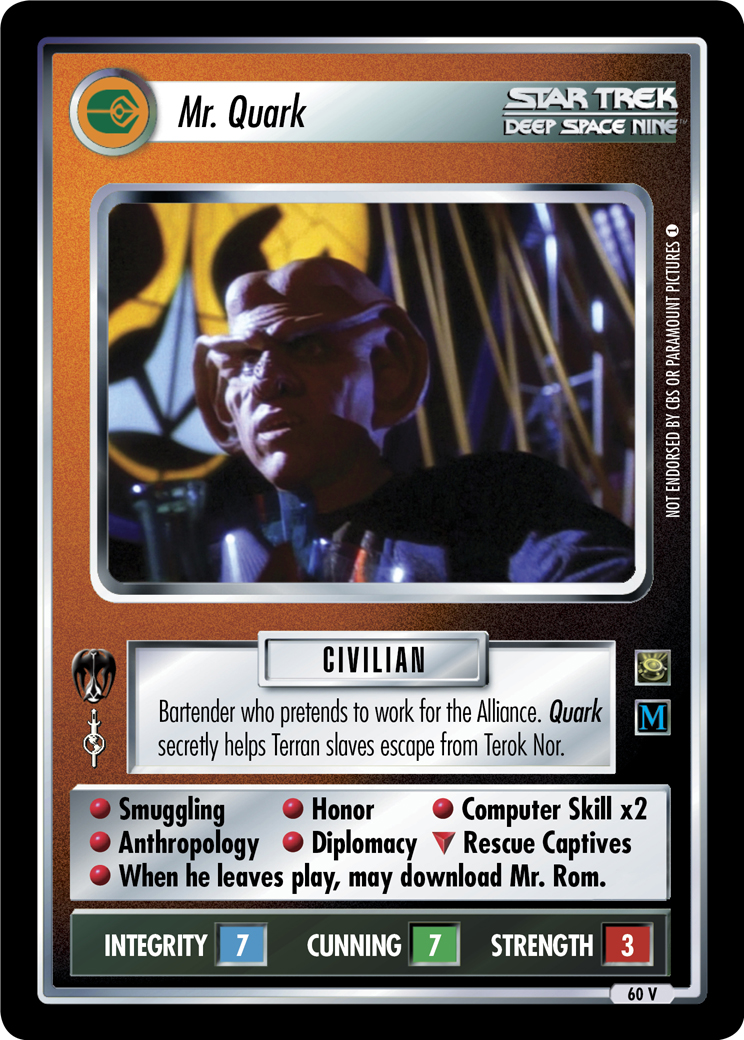 Mr. Quark
STAR TREK
DEEP SPACE NINE
NOT ENDORSED BY CBS OR PARAMOUNT PICTURES 1
CIVILIAN
Bartender who pretends to work for the Alliance. Quark
secretly helps Terran slaves escape from Terok Nor.
M
Smuggling Honor Computer Skill x2
Anthropology Diplomacy Rescue Captives
When he leaves play, may download Mr. Rom.
INTEGRITY 7 CUNNING 7 STRENGTH 3
60 V